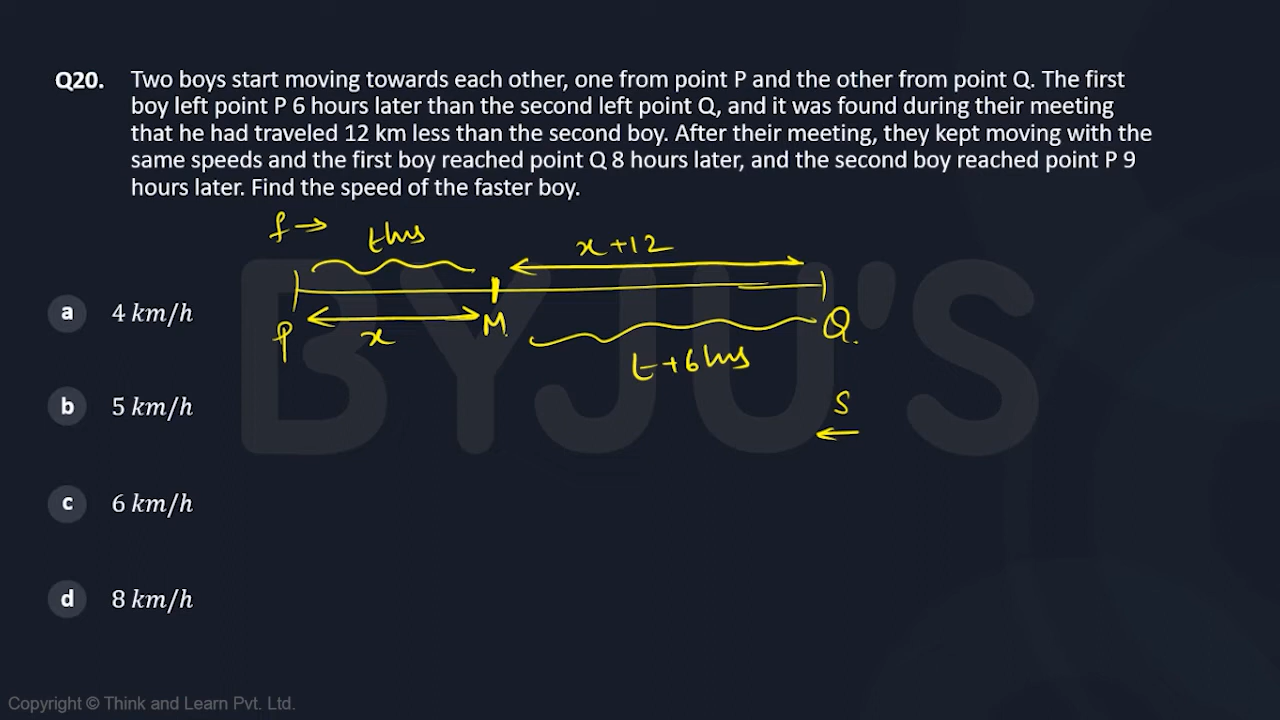 Q20. Two boys start moving towards each other, one from point P and the other from point Q. The first
boy left point P 6 hours later than the second left point Q, and it was found during their meeting
that he had traveled 12 km less than the second boy. After their meeting, they kept moving with the
same speeds and the first boy reached point Q 8 hours later, and the second boy reached point P 9
hours later. Find the speed of the faster boy.
f →
t hrs
x+12
P
x
M
Q
t+6 hrs
S
←
a 4 km/h
b 5 km/h
c 6 km/h
d 8 km/h
BYJU'S
Copyright © Think and Learn Pvt. Ltd.